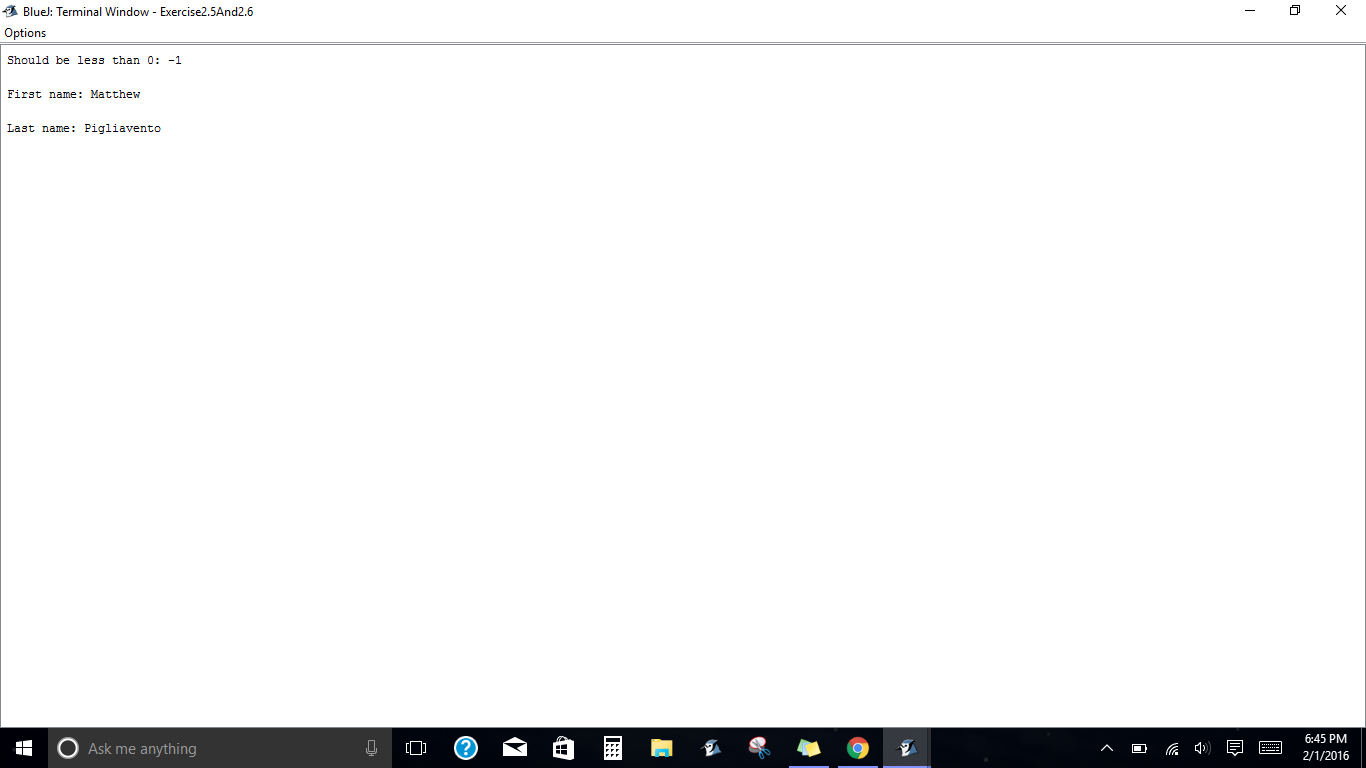 BlueJ: Terminal Window - Exercise2.5And2.6
Options
Should be less than 0: -1
First name: Matthew
Last name: Pigliavento
Ask me anything
6:45 PM
2/1/2016